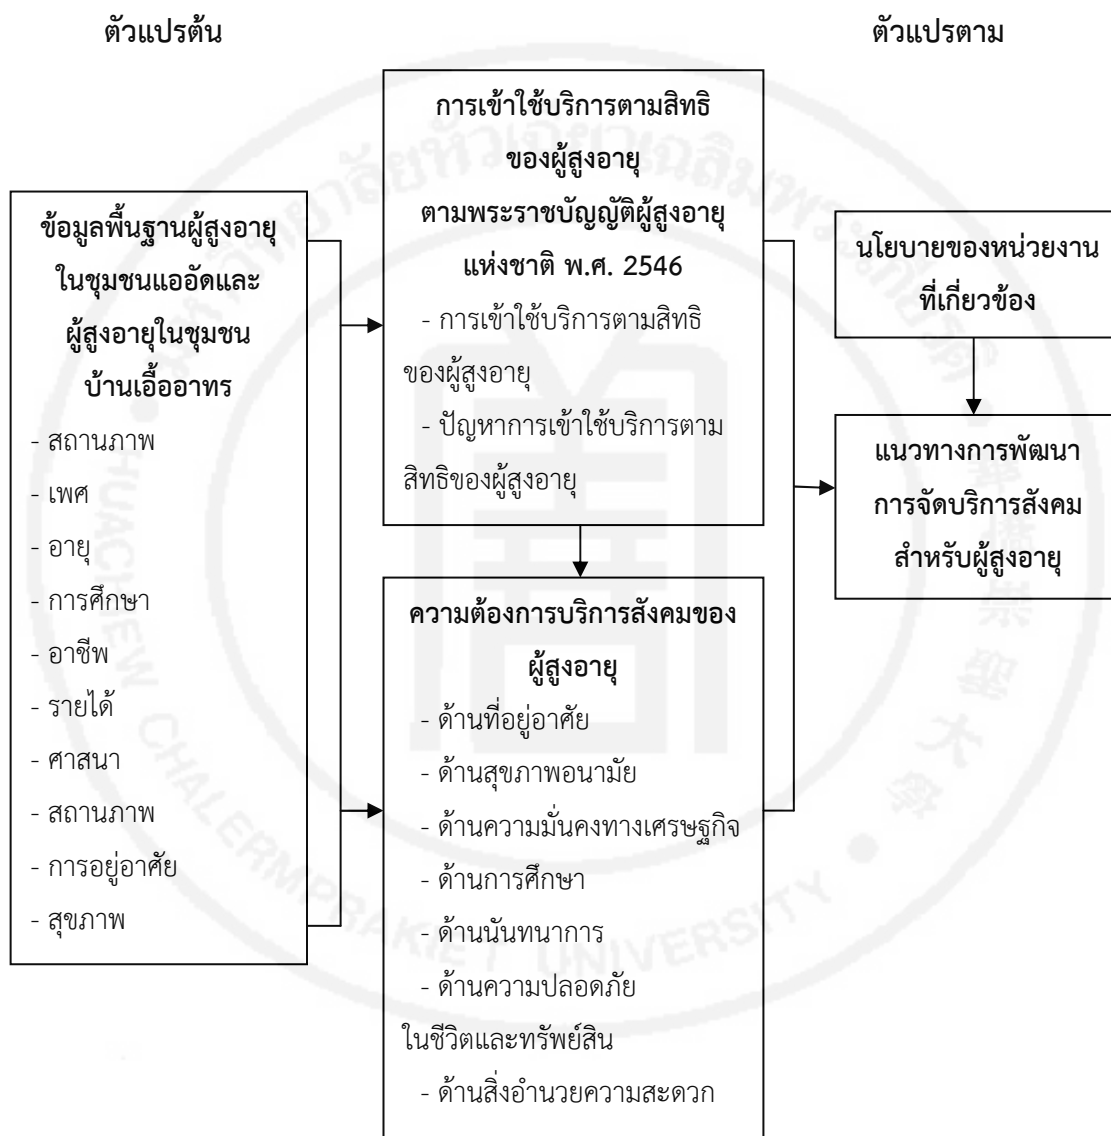 ตัวแปรต้น
ตัวแปรตาม
ข้อมูลพื้นฐานผู้สูงอายุ
ในชุมชนแออัดและ
ผู้สูงอายุในชุมชน
บ้านเอื้ออาทร
- สถานภาพ
- เพศ
- อายุ
- การศึกษา
- อาชีพ
- รายได้
- ศาสนา
- สถานภาพ
- การอยู่อาศัย
- สุขภาพ
การเข้าใช้บริการตามสิทธิ
ของผู้สูงอายุ
ตามพระราชบัญญัติผู้สูงอายุ
แห่งชาติ พ.ศ. 2546
- การเข้าใช้บริการตามสิทธิ
ของผู้สูงอายุ
- ปัญหาการเข้าใช้บริการตาม
สิทธิของผู้สูงอายุ
ความต้องการบริการสังคมของ
ผู้สูงอายุ
- ด้านที่อยู่อาศัย
- ด้านสุขภาพอนามัย
- ด้านความมั่นคงทางเศรษฐกิจ
- ด้านการศึกษา
- ด้านนันทนาการ
- ด้านความปลอดภัย
ในชีวิตและทรัพย์สิน
- ด้านสิ่งอำนวยความสะดวก
นโยบายของหน่วยงาน
ที่เกี่ยวข้อง
แนวทางการพัฒนา
การจัดบริการสังคม
สำหรับผู้สูงอายุ
HUACHIEW CHALERMPRAKIET UNIVERSITY